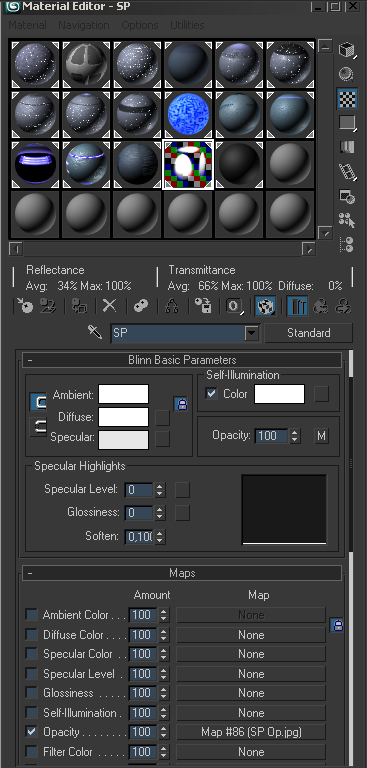 Material Editor - SP
Material Navigation Options Utilities
Reflectance Transmittance
Avg: 34% Max: 100% Avg: 66% Max: 100% Diffuse: 0%
0
SP Standard
- Blinn Basic Parameters
Self-Illumination
Ambient: Color
Diffuse:
Specular: Opacity: 100 M
Specular Highlights
Specular Level: 0
Glossiness: 0
Soften: 0,100
- Maps
Amount Map
Ambient Color . . . 100 None
Diffuse Color . . . . 100 None
Specular Color . . 100 None
Specular Level . 100 None
Glossiness . . . . . 100 None
Self-Illumination . 100 None
Opacity . . . . . . . . 100 Map #86 (SP Op.jpg)
Filter Color . . . . . 100 None